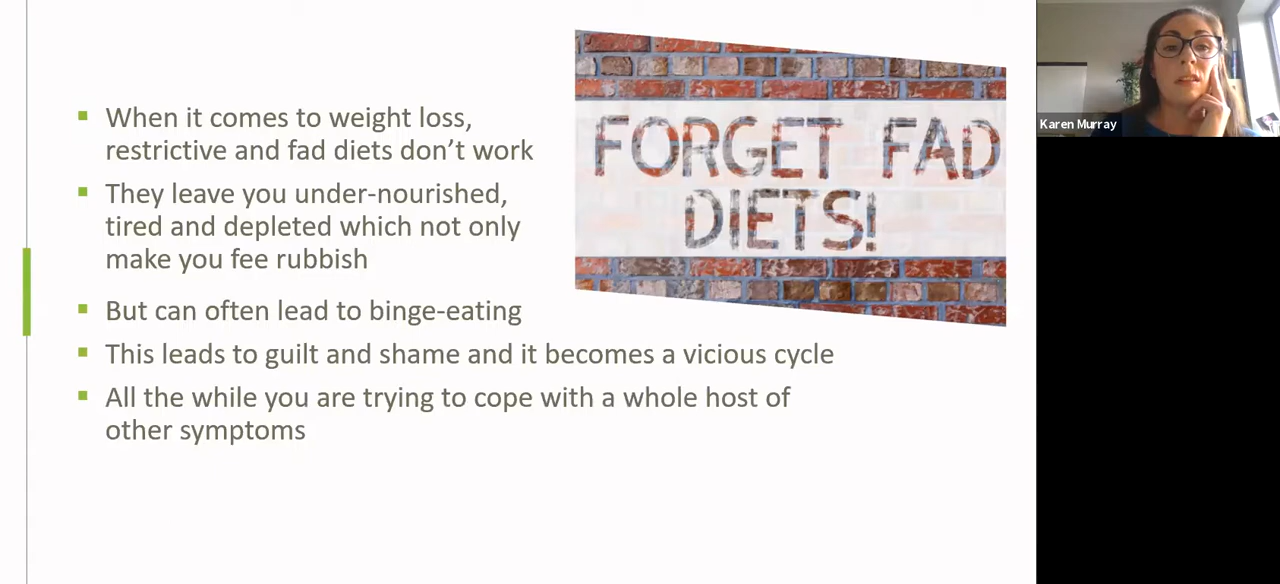 When it comes to weight loss,
restrictive and fad diets don't work
They leave you under-nourished,
tired and depleted which not only
make you fee rubbish
But can often lead to binge-eating
This leads to guilt and shame and it becomes a vicious cycle
All the while you are trying to cope with a whole host of
other symptoms
FORGET FAD
DIETS!
Karen Murray